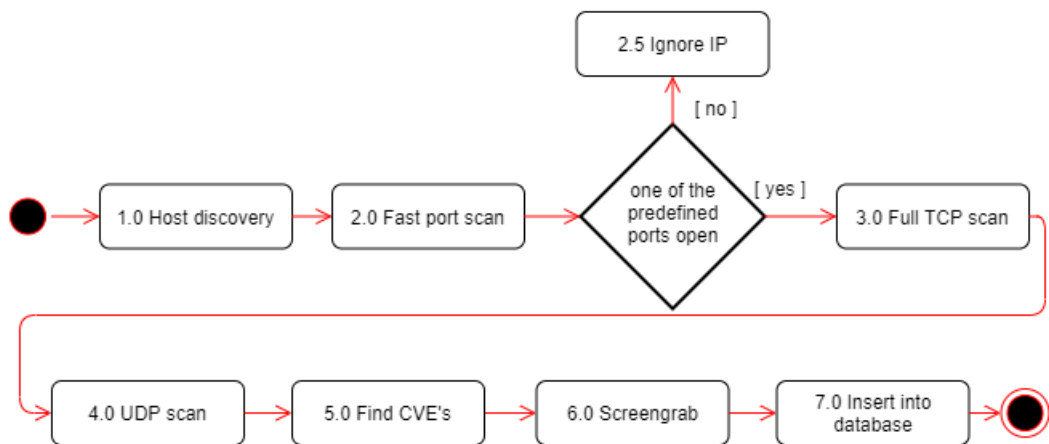 2.5 Ignore IP
[ no ]
1.0 Host discovery
2.0 Fast port scan
one of the
predefined
ports open
[ yes ]
3.0 Full TCP scan
4.0 UDP scan
5.0 Find CVE's
6.0 Screengrab
7.0 Insert into
database